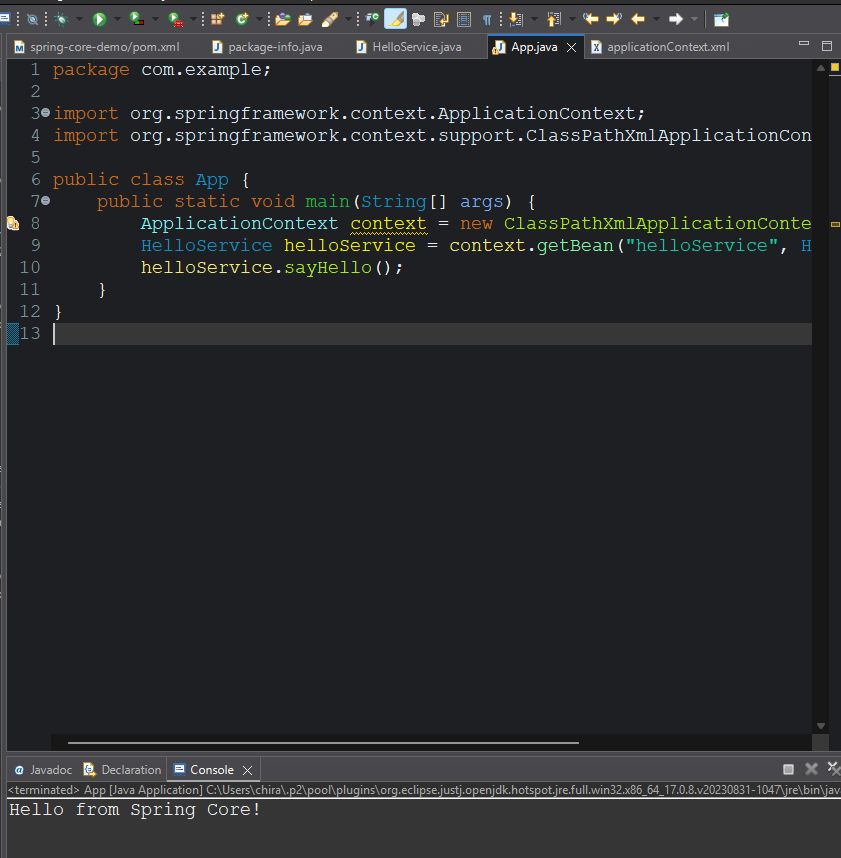 spring-core-demo/pom.xml package-info.java HelloService.java App.java applicationContext.xml
1 package com.example;
2
3 import org.springframework.context.ApplicationContext;
4 import org.springframework.context.support.ClassPathXmlApplicationCon
5
6 public class App {
7 public static void main(String[] args) {
8 ApplicationContext context = new ClassPathXmlApplicationConte
9 HelloService helloService = context.getBean("helloService", H
10 helloService.sayHello();
11 }
12 }
13
@ Javadoc Declaration Console
<terminated> App [Java Application] C:\Users\chira\.p2\pool\plugins\org.eclipse.justj.openjdk.hotspot.jre.full.win32.x86_64_17.0.8.v20230831-1047\jre\bin\jav
Hello from Spring Core!